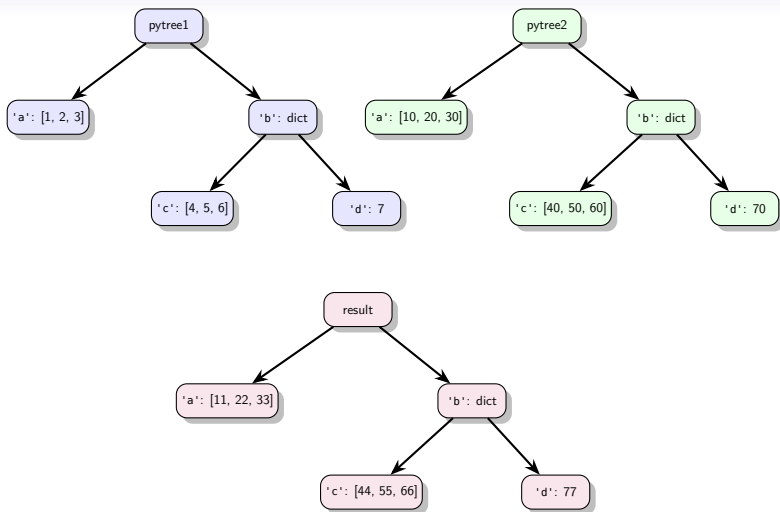 pytree1
pytree2
'a': [1, 2, 3]
'b': dict
'a': [10, 20, 30]
'b': dict
'c': [4, 5, 6]
'd': 7
'c': [40, 50, 60]
'd': 70
result
'a': [11, 22, 33]
'b': dict
'c': [44, 55, 66]
'd': 77